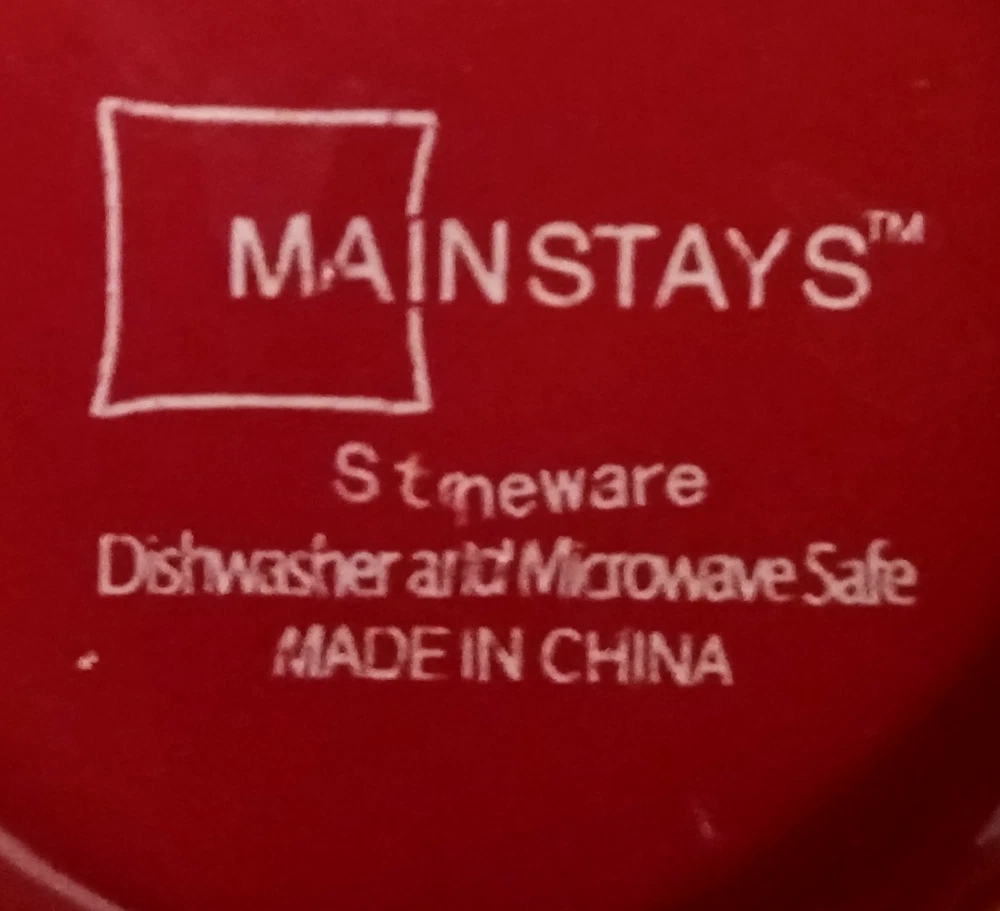 MAINSTAYS™
Stoneware
Dishwasher and Microwave Safe
MADE IN CHINA